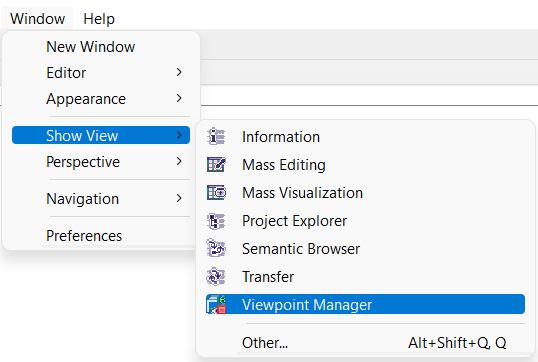 Window Help
New Window
Editor
Appearance
Show View
Perspective
Navigation
Preferences
Information
Mass Editing
Mass Visualization
Project Explorer
Semantic Browser
Transfer
Viewpoint Manager
Other... Alt+Shift+Q, Q